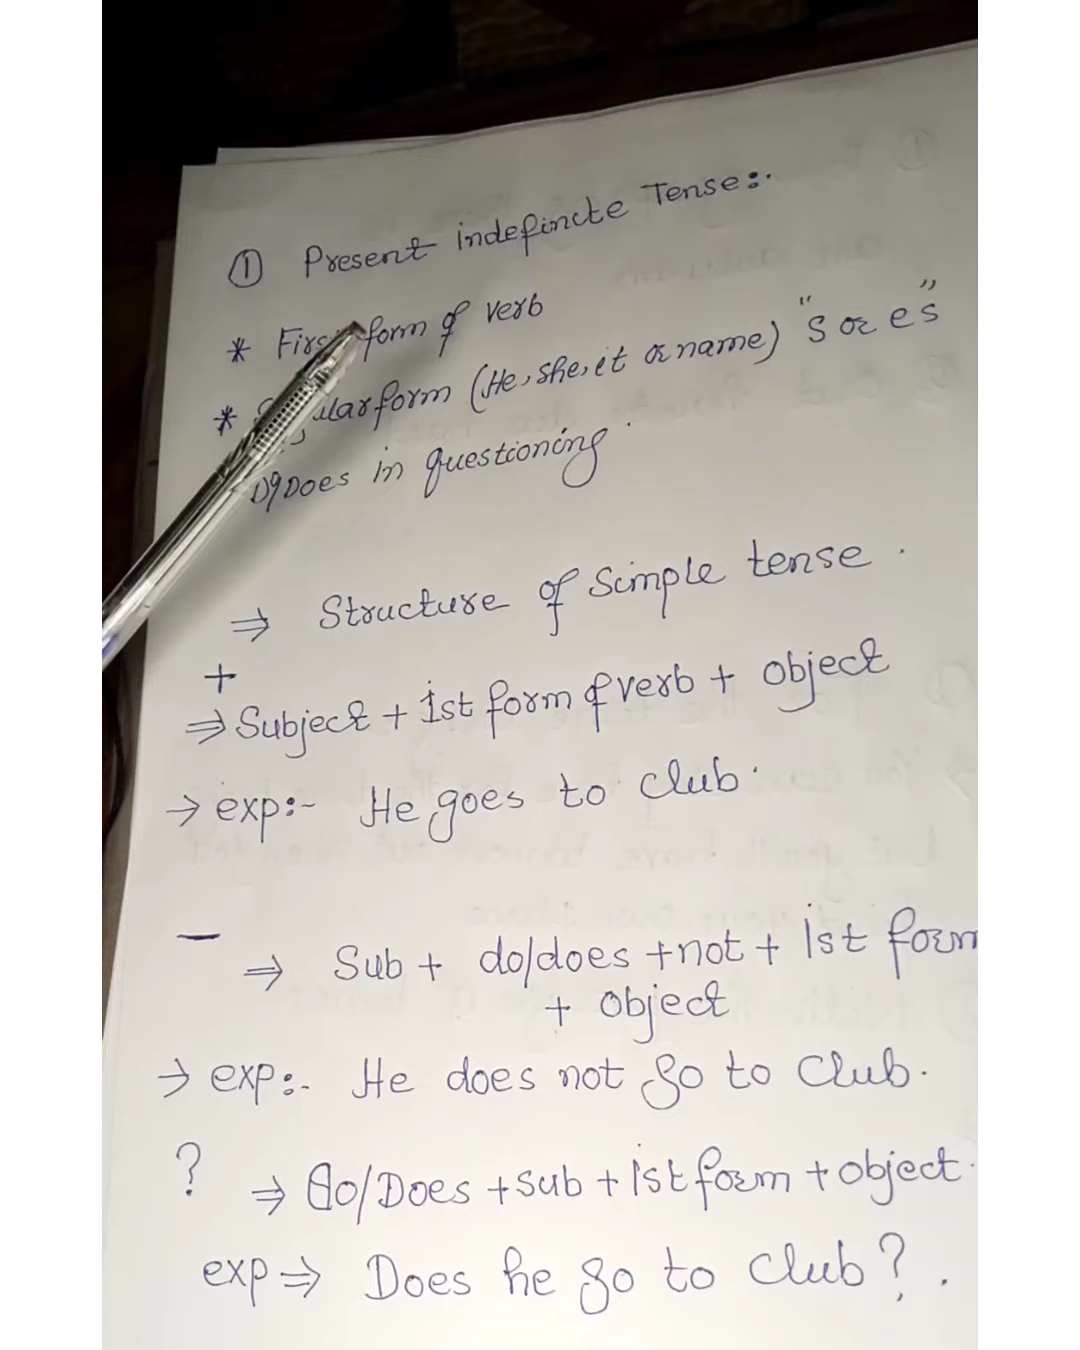 ① Present indefinite Tense:-
* First form of verb
* Singular form (He, she, it or name) "s or es"
Does in questioning
⇒ Structure of Simple tense.
+
⇒ Subject + 1st form of verb + object
→ exp:- He goes to club.
—
⇒ Sub + do/does + not + 1st form
+ object
→ exp:- He does not go to club.
?
⇒ Do/Does + sub + 1st form + object.
exp ⇒ Does he go to club?.